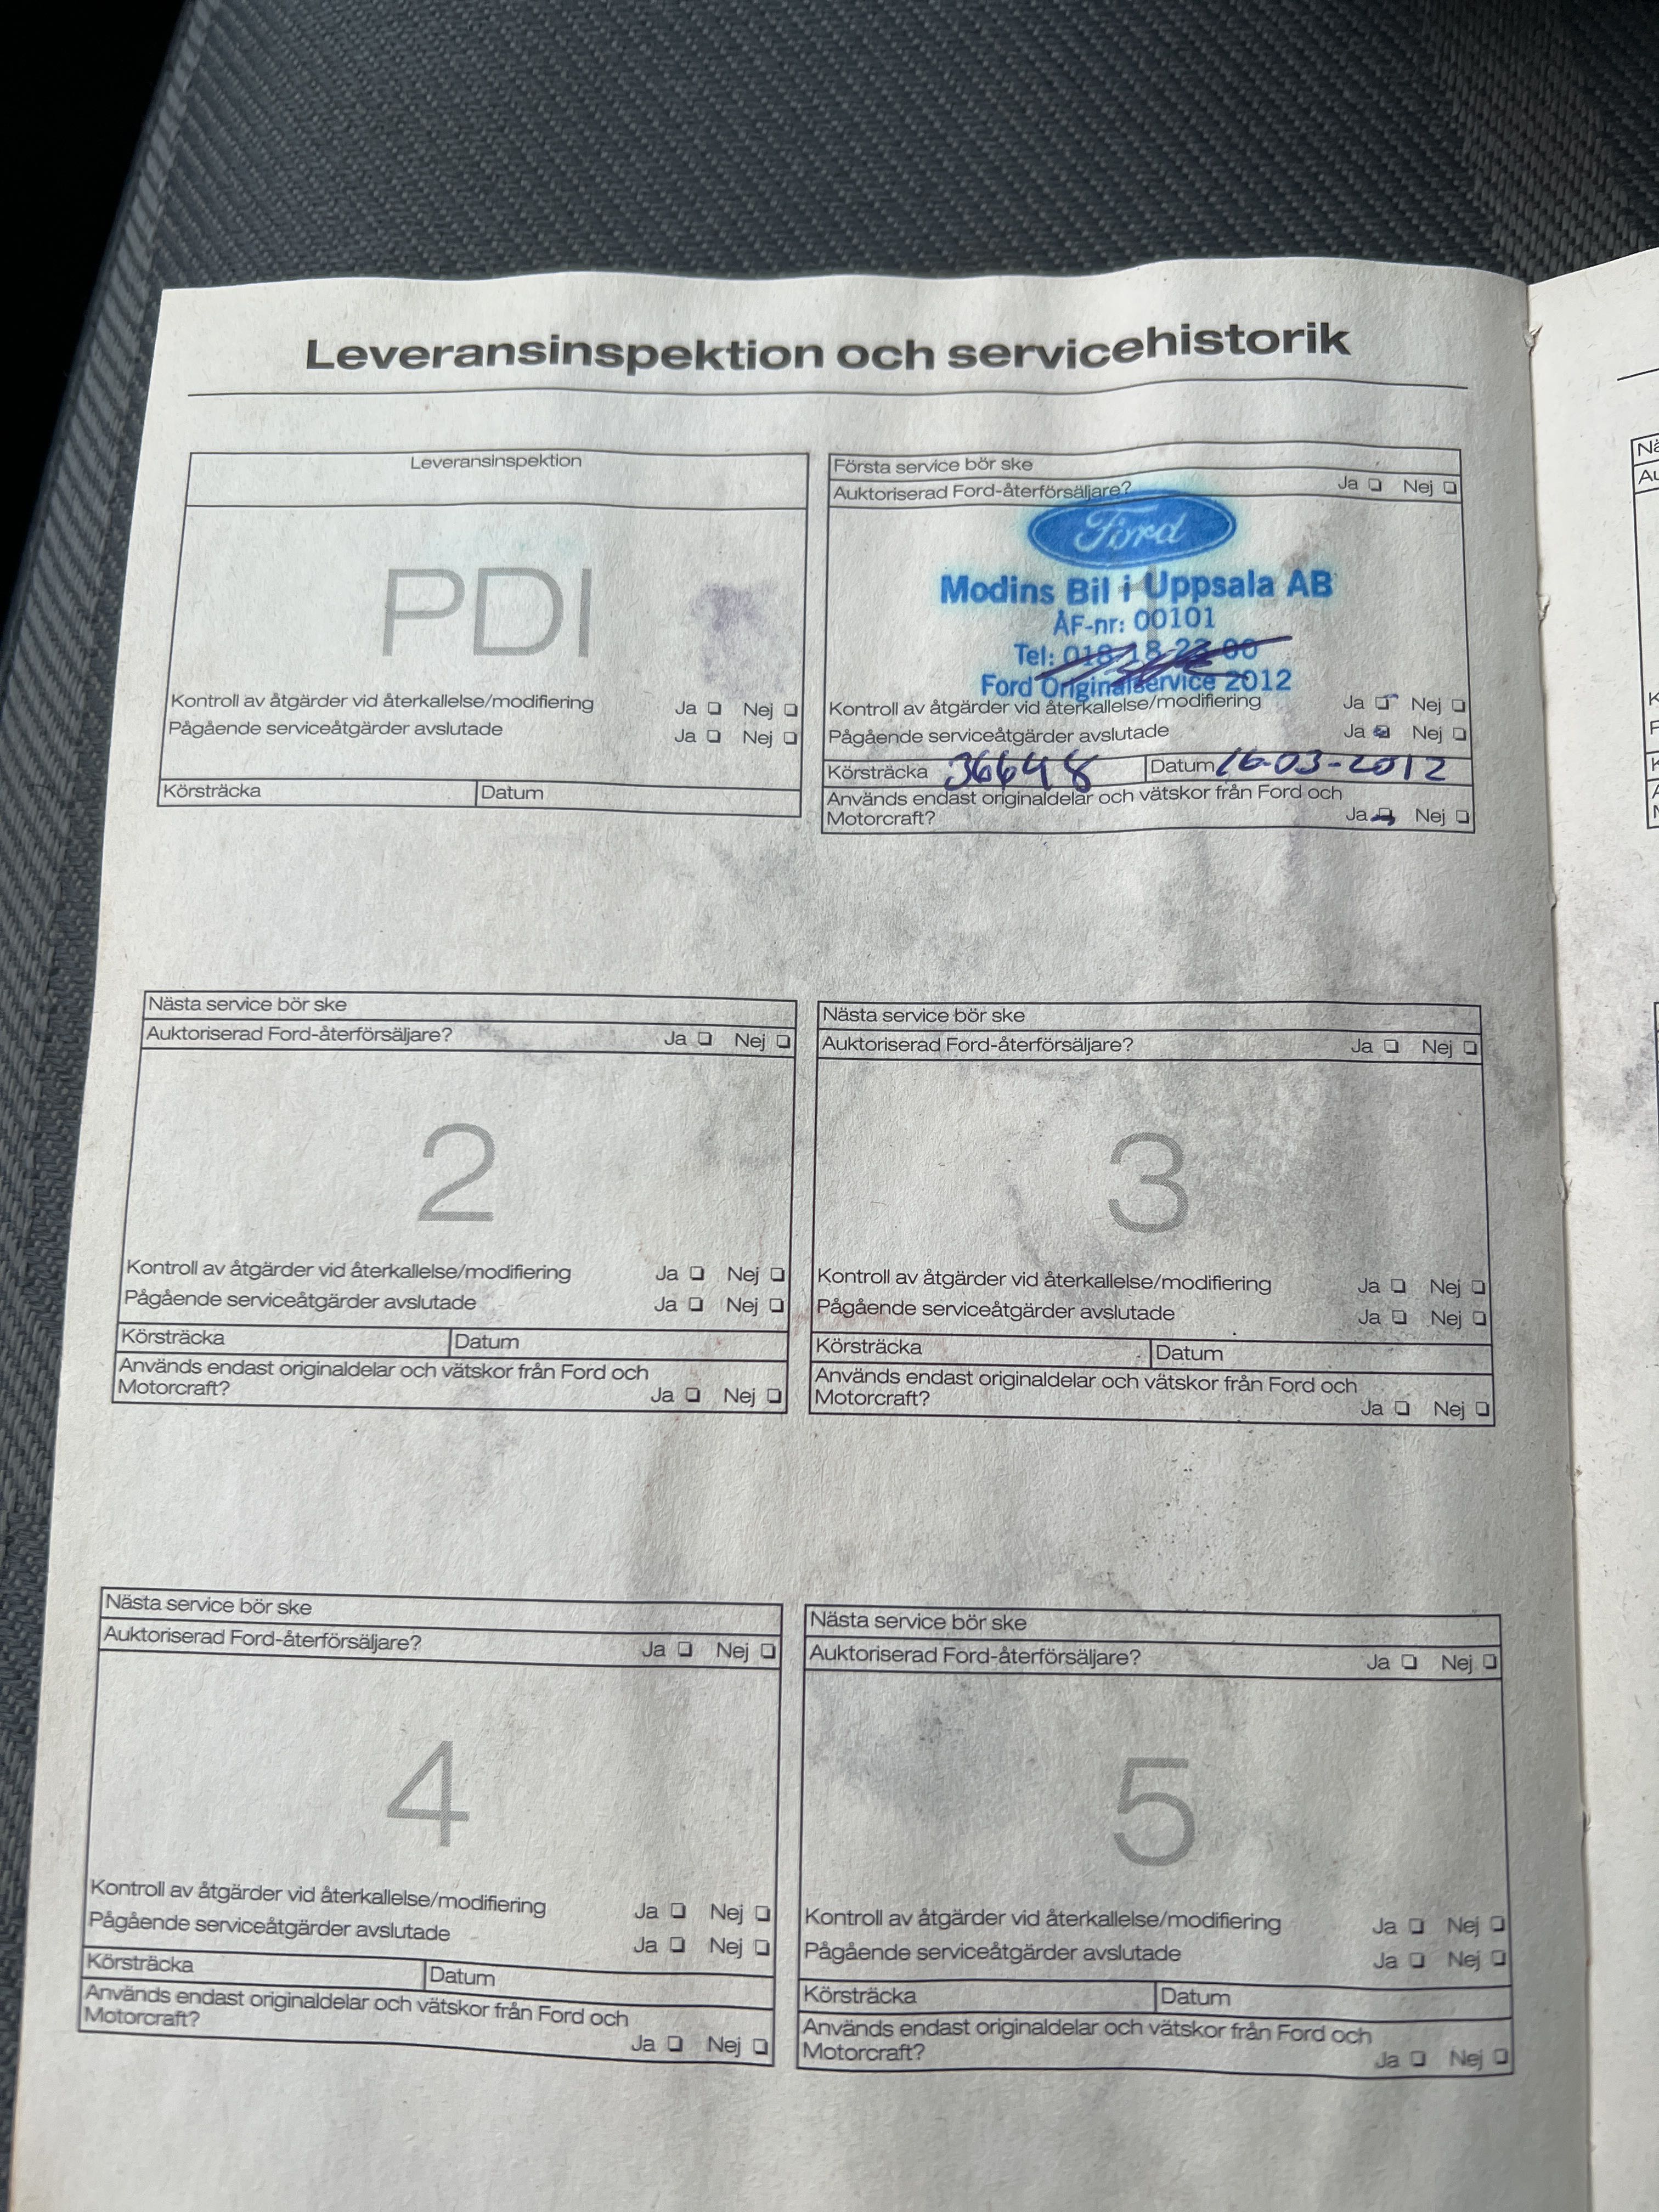 Leveransinspektion och servicehistorik
Leveransinspektion
PDI
Kontroll av åtgärder vid återkallelse/modifiering Ja Nej
Pågående serviceåtgärder avslutade Ja Nej
Körsträcka Datum
Första service bör ske
Auktoriserad Ford-återförsäljare? Ja Nej
Ford
Modins Bil i Uppsala AB
ÅF-nr: 00101
Tel: 018-18 22 00
Ford Originalservice 2012
Kontroll av åtgärder vid återkallelse/modifiering Ja Nej
Pågående serviceåtgärder avslutade Ja Nej
Körsträcka 36648 Datum 16-03-2012
Används endast originaldelar och vätskor från Ford och
Motorcraft? Ja Nej
Nästa service bör ske
Auktoriserad Ford-återförsäljare? Ja Nej
2
Kontroll av åtgärder vid återkallelse/modifiering Ja Nej
Pågående serviceåtgärder avslutade Ja Nej
Körsträcka Datum
Används endast originaldelar och vätskor från Ford och
Motorcraft? Ja Nej
Nästa service bör ske
Auktoriserad Ford-återförsäljare? Ja Nej
3
Kontroll av åtgärder vid återkallelse/modifiering Ja Nej
Pågående serviceåtgärder avslutade Ja Nej
Körsträcka Datum
Används endast originaldelar och vätskor från Ford och
Motorcraft? Ja Nej
Nästa service bör ske
Auktoriserad Ford-återförsäljare? Ja Nej
4
Kontroll av åtgärder vid återkallelse/modifiering Ja Nej
Pågående serviceåtgärder avslutade Ja Nej
Körsträcka Datum
Används endast originaldelar och vätskor från Ford och
Motorcraft? Ja Nej
Nästa service bör ske
Auktoriserad Ford-återförsäljare? Ja Nej
5
Kontroll av åtgärder vid återkallelse/modifiering Ja Nej
Pågående serviceåtgärder avslutade Ja Nej
Körsträcka Datum
Används endast originaldelar och vätskor från Ford och
Motorcraft? Ja Nej